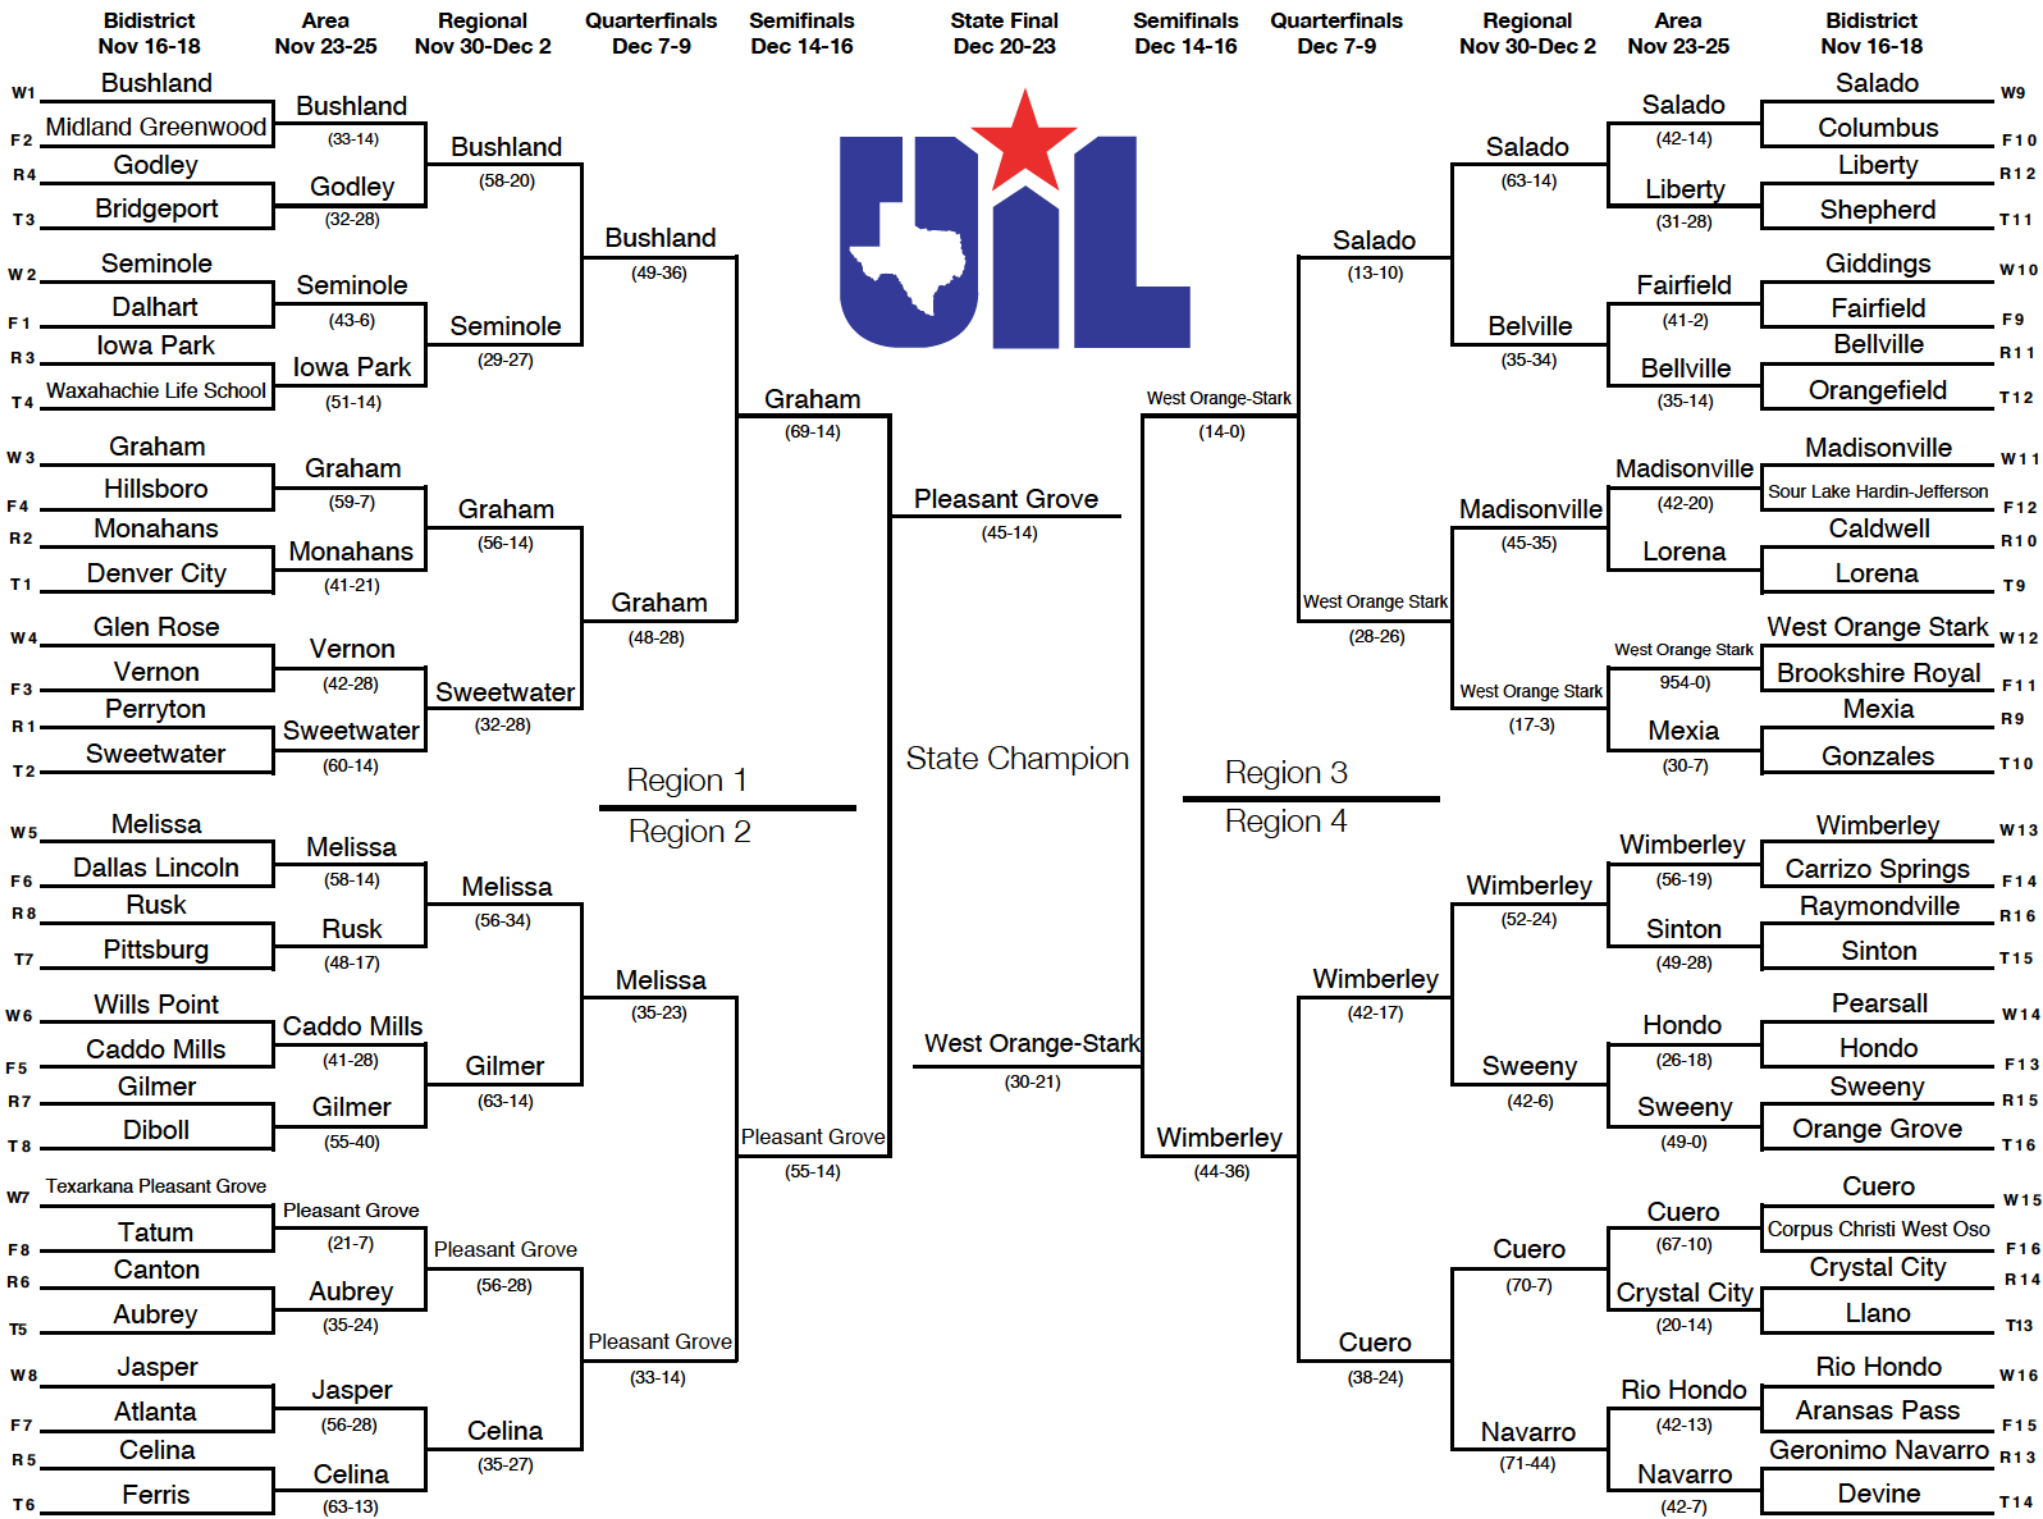 Bidistrict
Nov 16-18
Area
Nov 23-25
Regional
Nov 30-Dec 2
Quarterfinals
Dec 7-9
Semifinals
Dec 14-16
State Final
Dec 20-23
Semifinals
Dec 14-16
Quarterfinals
Dec 7-9
Regional
Nov 30-Dec 2
Area
Nov 23-25
Bidistrict
Nov 16-18
W1 Bushland
F2 Midland Greenwood
R4 Godley
T3 Bridgeport
W2 Seminole
F1 Dalhart
R3 Iowa Park
T4 Waxahachie Life School
W3 Graham
F4 Hillsboro
R2 Monahans
T1 Denver City
W4 Glen Rose
F3 Vernon
R1 Perryton
T2 Sweetwater
W5 Melissa
F6 Dallas Lincoln
R8 Rusk
T7 Pittsburg
W6 Wills Point
F5 Caddo Mills
R7 Gilmer
T8 Diboll
W7 Texarkana Pleasant Grove
F8 Tatum
R6 Canton
T5 Aubrey
W8 Jasper
F7 Atlanta
R5 Celina
T6 Ferris
Bushland
(33-14)
Godley
(32-28)
Seminole
(43-6)
Iowa Park
(51-14)
Graham
(59-7)
Monahans
(41-21)
Vernon
(42-28)
Sweetwater
(60-14)
Melissa
(58-14)
Rusk
(48-17)
Caddo Mills
(41-28)
Gilmer
(55-40)
Pleasant Grove
(21-7)
Aubrey
(35-24)
Jasper
(56-28)
Celina
(63-13)
Bushland
(58-20)
Seminole
(29-27)
Graham
(56-14)
Sweetwater
(32-28)
Melissa
(56-34)
Gilmer
(63-14)
Pleasant Grove
(56-28)
Celina
(35-27)
Bushland
(49-36)
Graham
(48-28)
Region 1
Region 2
Melissa
(35-23)
Pleasant Grove
(33-14)
Graham
(69-14)
Pleasant Grove
(55-14)
UIL
Pleasant Grove
(45-14)
State Champion
West Orange-Stark
(30-21)
West Orange-Stark
(14-0)
Wimberley
(44-36)
Salado
(13-10)
West Orange Stark
(28-26)
Region 3
Region 4
Wimberley
(42-17)
Cuero
(38-24)
Salado
(63-14)
Belville
(35-34)
Madisonville
(45-35)
West Orange Stark
(17-3)
Wimberley
(52-24)
Sweeny
(42-6)
Cuero
(70-7)
Navarro
(71-44)
Salado
(42-14)
Liberty
(31-28)
Fairfield
(41-2)
Bellville
(35-14)
Madisonville
(42-20)
Lorena
West Orange Stark
954-0)
Mexia
(30-7)
Wimberley
(56-19)
Sinton
(49-28)
Hondo
(26-18)
Sweeny
(49-0)
Cuero
(67-10)
Crystal City
(20-14)
Rio Hondo
(42-13)
Navarro
(42-7)
Salado W9
Columbus F10
Liberty R12
Shepherd T11
Giddings W10
Fairfield F9
Bellville R11
Orangefield T12
Madisonville W11
Sour Lake Hardin-Jefferson F12
Caldwell R10
Lorena T9
West Orange Stark W12
Brookshire Royal F11
Mexia R9
Gonzales T10
Wimberley W13
Carrizo Springs F14
Raymondville R16
Sinton T15
Pearsall W14
Hondo F13
Sweeny R15
Orange Grove T16
Cuero W15
Corpus Christi West Oso F16
Crystal City R14
Llano T13
Rio Hondo W16
Aransas Pass F15
Geronimo Navarro R13
Devine T14